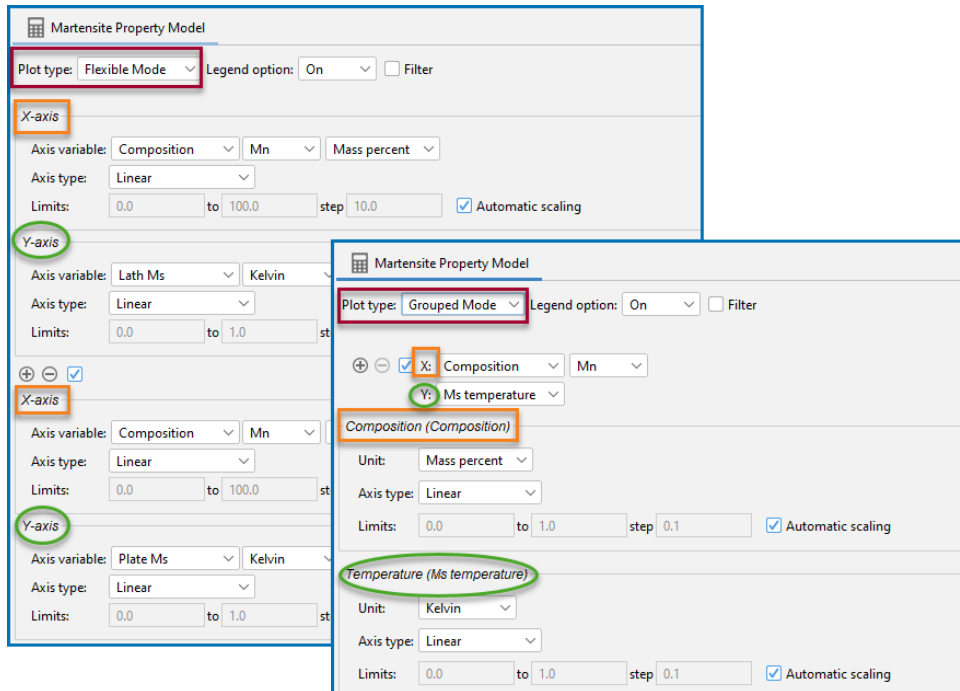 Martensite Property Model
Plot type: Flexible Mode Legend option: On Filter
X-axis
Axis variable: Composition Mn Mass percent
Axis type: Linear
Limits: 0.0 to 100.0 step 10.0 Automatic scaling
Y-axis
Axis variable: Lath Ms Kelvin
Axis type: Linear
Limits: 0.0 to 1.0 st
X-axis
Axis variable: Composition Mn
Axis type: Linear
Limits: 0.0 to 100.0 st
Y-axis
Axis variable: Plate Ms Kelvin
Axis type: Linear
Limits: 0.0 to 1.0 st
Martensite Property Model
Plot type: Grouped Mode Legend option: On Filter
X: Composition Mn
Y: Ms temperature
Composition (Composition)
Unit: Mass percent
Axis type: Linear
Limits: 0.0 to 1.0 step 0.1 Automatic scaling
Temperature (Ms temperature)
Unit: Kelvin
Axis type: Linear
Limits: 0.0 to 1.0 step 0.1 Automatic scaling